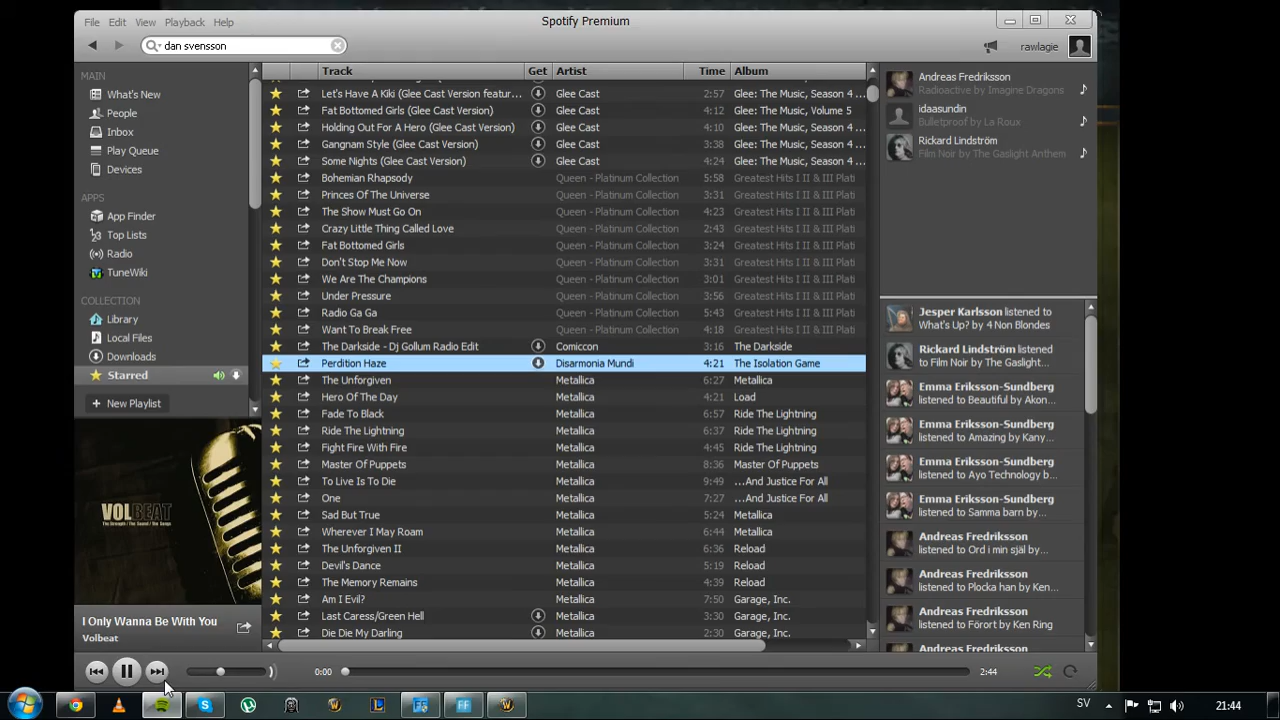 Spotify Premium
File Edit View Playback Help
dan svensson
rawlagie
MAIN
What's New
People
Inbox
Play Queue
Devices
APPS
App Finder
Top Lists
Radio
TuneWiki
COLLECTION
Library
Local Files
Downloads
Starred
New Playlist
VOLBEAT
The Strength / The Sound / The Songs
I Only Wanna Be With You
Volbeat
Track Get Artist Time Album
Let's Have A Kiki (Glee Cast Version featur... Glee Cast 2:57 Glee: The Music, Season 4 ...
Fat Bottomed Girls (Glee Cast Version) Glee Cast 4:12 Glee: The Music, Volume 5
Holding Out For A Hero (Glee Cast Version) Glee Cast 4:10 Glee: The Music, Season 4 ...
Gangnam Style (Glee Cast Version) Glee Cast 3:38 Glee: The Music, Season 4 ...
Some Nights (Glee Cast Version) Glee Cast 4:24 Glee: The Music, Season 4 ...
Bohemian Rhapsody Queen - Platinum Collection 5:58 Greatest Hits I II & III Plati
Princes Of The Universe Queen - Platinum Collection 3:31 Greatest Hits I II & III Plati
The Show Must Go On Queen - Platinum Collection 4:23 Greatest Hits I II & III Plati
Crazy Little Thing Called Love Queen - Platinum Collection 2:43 Greatest Hits I II & III Plati
Fat Bottomed Girls Queen - Platinum Collection 3:24 Greatest Hits I II & III Plati
Don't Stop Me Now Queen - Platinum Collection 3:31 Greatest Hits I II & III Plati
We Are The Champions Queen - Platinum Collection 3:01 Greatest Hits I II & III Plati
Under Pressure Queen - Platinum Collection 3:56 Greatest Hits I II & III Plati
Radio Ga Ga Queen - Platinum Collection 5:43 Greatest Hits I II & III Plati
Want To Break Free Queen - Platinum Collection 4:18 Greatest Hits I II & III Plati
The Darkside - Dj Gollum Radio Edit Comiccon 3:16 The Darkside
Perdition Haze Disarmonia Mundi 4:21 The Isolation Game
The Unforgiven Metallica 6:27 Metallica
Hero Of The Day Metallica 4:21 Load
Fade To Black Metallica 6:57 Ride The Lightning
Ride The Lightning Metallica 6:37 Ride The Lightning
Fight Fire With Fire Metallica 4:45 Ride The Lightning
Master Of Puppets Metallica 8:36 Master Of Puppets
To Live Is To Die Metallica 9:49 ...And Justice For All
One Metallica 7:27 ...And Justice For All
Sad But True Metallica 5:24 Metallica
Wherever I May Roam Metallica 6:44 Metallica
The Unforgiven II Metallica 6:36 Reload
Devil's Dance Metallica 5:19 Reload
The Memory Remains Metallica 4:39 Reload
Am I Evil? Metallica 7:50 Garage, Inc.
Last Caress/Green Hell Metallica 3:30 Garage, Inc.
Die Die My Darling Metallica 2:30 Garage, Inc.
Andreas Fredriksson
Radioactive by Imagine Dragons
idaasundin
Bulletproof by La Roux
Rickard Lindström
Film Noir by The Gaslight Anthem
Jesper Karlsson listened to
What's Up? by 4 Non Blondes
Rickard Lindström listened
to Film Noir by The Gaslight...
Emma Eriksson-Sundberg
listened to Beautiful by Akon...
Emma Eriksson-Sundberg
listened to Amazing by Kany...
Emma Eriksson-Sundberg
listened to Ayo Technology b...
Emma Eriksson-Sundberg
listened to Samma barn by...
Andreas Fredriksson
listened to Ord i min själ by...
Andreas Fredriksson
listened to Plocka han by Ken...
Andreas Fredriksson
listened to Förort by Ken Ring
Andreas Fredriksson
0:00 2:44
SV 21:44